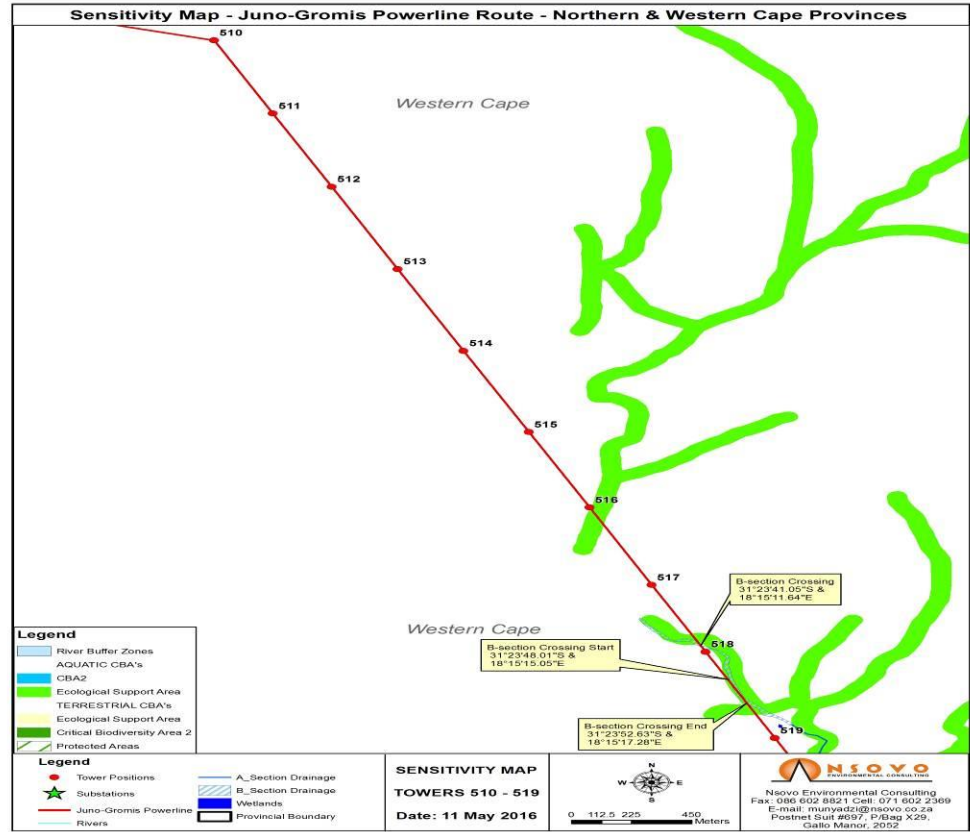 Sensitivity Map - Juno-Gromis Powerline Route - Northern & Western Cape Provinces
510
Western Cape
511
512
513
514
515
516
517
B-section Crossing
31°23'41.05"S &
18°15'11.64"E
Western Cape
518
B-section Crossing Start
31°23'48.01"S &
18°15'15.05"E
B-section Crossing End
31°23'52.63"S &
18°15'17.28"E
519
Legend
River Buffer Zones
AQUATIC CBA's
CBA2
Ecological Support Area
TERRESTRIAL CBA's
Ecological Support Area
Critical Biodiversity Area 2
Protected Areas
Legend
Tower Positions
Substations
Juno-Gromis Powerline
Rivers
A_Section Drainage
B_Section Drainage
Wetlands
Provincial Boundary
SENSITIVITY MAP
TOWERS 510 - 519
Date: 11 May 2016
N
W E
S
0 112.5 225 450
Meters
NSOVO
ENVIRONMENTAL CONSULTING
Nsovo Environmental Consulting
Fax: 086 602 8821 Cell: 071 602 2369
E-mail: munyadzi@nsovo.co.za
Postnet Suit #697, P/Bag X29,
Gallo Manor, 2052